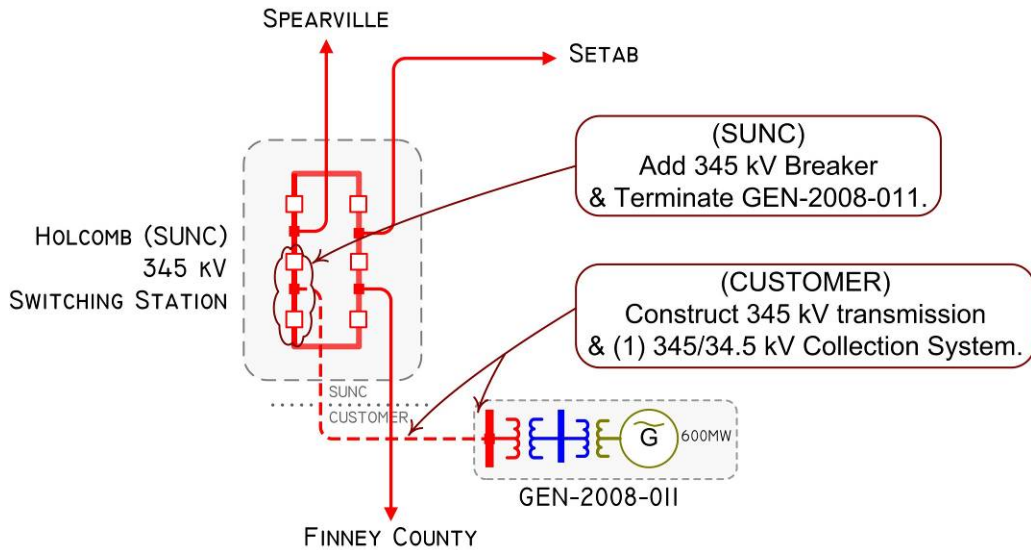 SPEARVILLE
SETAB
(SUNC)
Add 345 kV Breaker
& Terminate GEN-2008-011.
HOLCOMB (SUNC)
345 KV
SWITCHING STATION
(CUSTOMER)
Construct 345 kV transmission
& (1) 345/34.5 kV Collection System.
SUNC
CUSTOMER
G
600MW
GEN-2008-011
FINNEY COUNTY